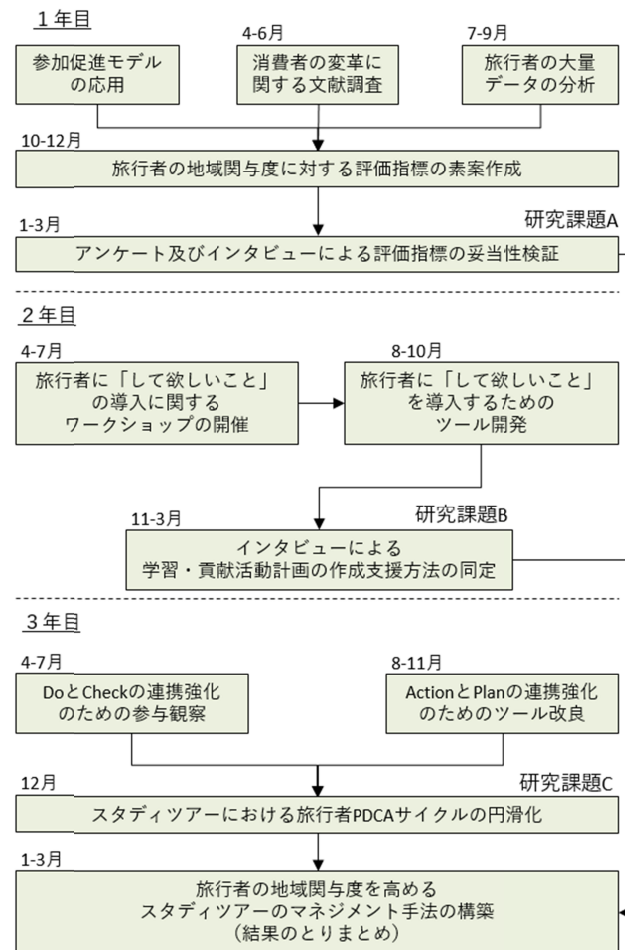 １年目
参加促進モデル
の応用
4-6月
消費者の変革に
関する文献調査
7-9月
旅行者の大量
データの分析
10-12月
旅行者の地域関与度に対する評価指標の素案作成
研究課題A
1-3月
アンケート及びインタビューによる評価指標の妥当性検証
２年目
4-7月
旅行者に「して欲しいこと」
の導入に関する
ワークショップの開催
8-10月
旅行者に「して欲しいこと」
を導入するための
ツール開発
研究課題B
11-3月
インタビューによる
学習・貢献活動計画の作成支援方法の同定
３年目
4-7月
DoとCheckの連携強化
のための参与観察
8-11月
ActionとPlanの連携強化
のためのツール改良
研究課題C
12月
スタディツアーにおける旅行者PDCAサイクルの円滑化
1-3月
旅行者の地域関与度を高める
スタディツアーのマネジメント手法の構築
（結果のとりまとめ）